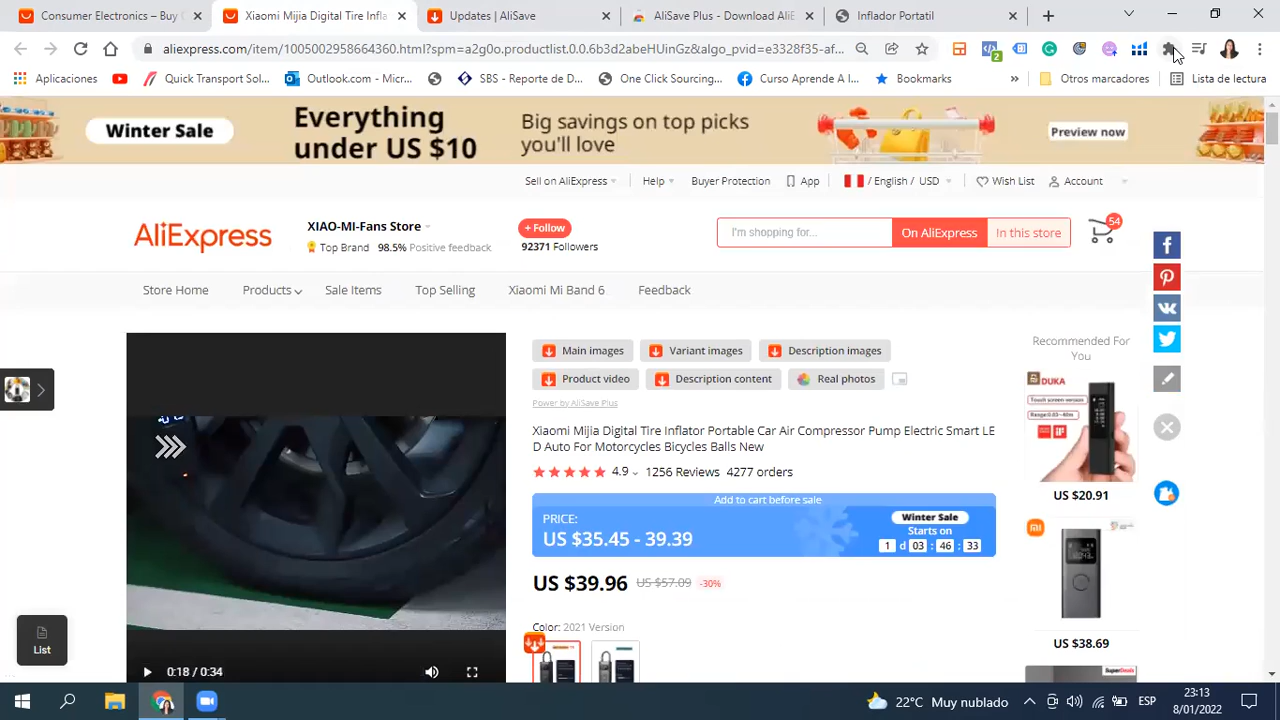 Consumer Electronics – Buy C
Xiaomi Mijia Digital Tire Infla
Updates | AliSave
AliSave Plus - Download AliE
Inflador Portatil
aliexpress.com/item/1005002958664360.html?spm=a2g0o.productlist.0.0.6b3d2abeHUinGz&algo_pvid=e3328f35-af...
2
Aplicaciones
Quick Transport Sol...
Outlook.com - Micr...
SBS - Reporte de D...
One Click Sourcing...
Curso Aprende A I...
Bookmarks
»
Otros marcadores
Lista de lectura
Winter Sale
Everything
under US $10
Big savings on top picks
you'll love
Preview now
Sell on AliExpress
Help
Buyer Protection
App
/ English / USD
Wish List
Account
AliExpress
XIAO-MI-Fans Store
Top Brand 98.5% Positive feedback
+ Follow
92371 Followers
I'm shopping for...
On AliExpress
In this store
54
Store Home
Products
Sale Items
Top Selling
Xiaomi Mi Band 6
Feedback
Main images
Variant images
Description images
Product video
Description content
Real photos
Power by AliSave Plus
Xiaomi Mijia Digital Tire Inflator Portable Car Air Compressor Pump Electric Smart LE
D Auto For Motorcycles Bicycles Balls New
4.9
1256 Reviews 4277 orders
Add to cart before sale
PRICE:
US $35.45 - 39.39
Winter Sale
Starts on
1 d 03 : 46 : 33
US $39.96 US $57.09 -30%
Color: 2021 Version
0:18 / 0:34
List
Recommended For
You
DUKA
Touch screen version
US $20.91
US $38.69
SuperDeals
22°C Muy nublado
ESP
23:13
8/01/2022